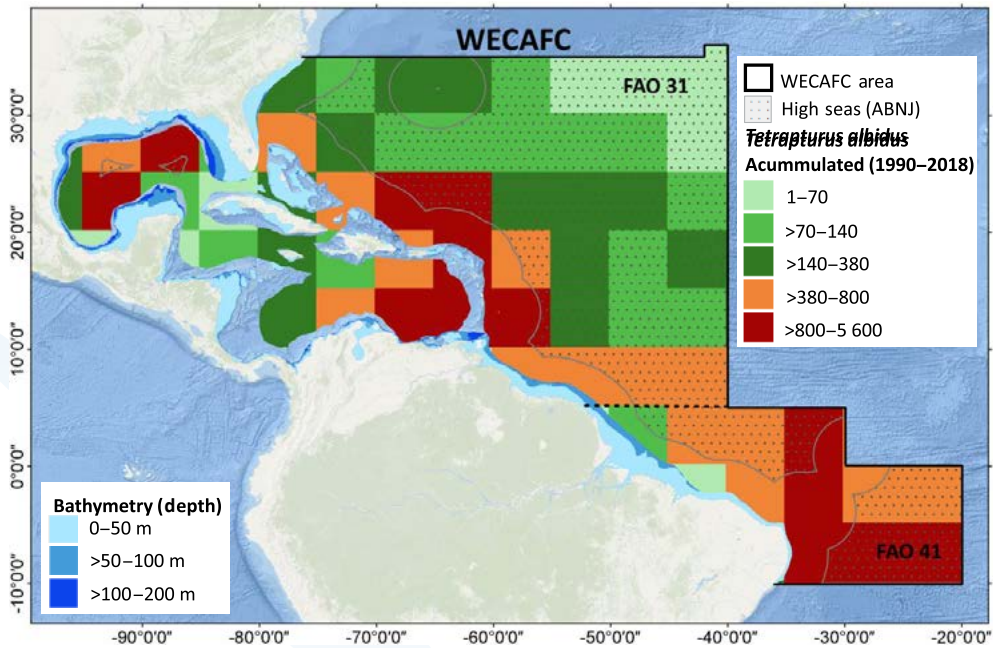 WECAFC
FAO 31
WECAFC area
High seas (ABNJ)
Tetrapturus albidus
Tetrapturus albidus
Acummulated (1990–2018)
1–70
>70–140
>140–380
>380–800
>800–5 600
30°0'0"
20°0'0"
10°0'0"
0°0'0"
-10°0'0"
Bathymetry (depth)
0–50 m
>50–100 m
>100–200 m
FAO 41
-90°0'0"
-80°0'0"
-70°0'0"
-60°0'0"
-50°0'0"
-40°0'0"
-30°0'0"
-20°0'0"